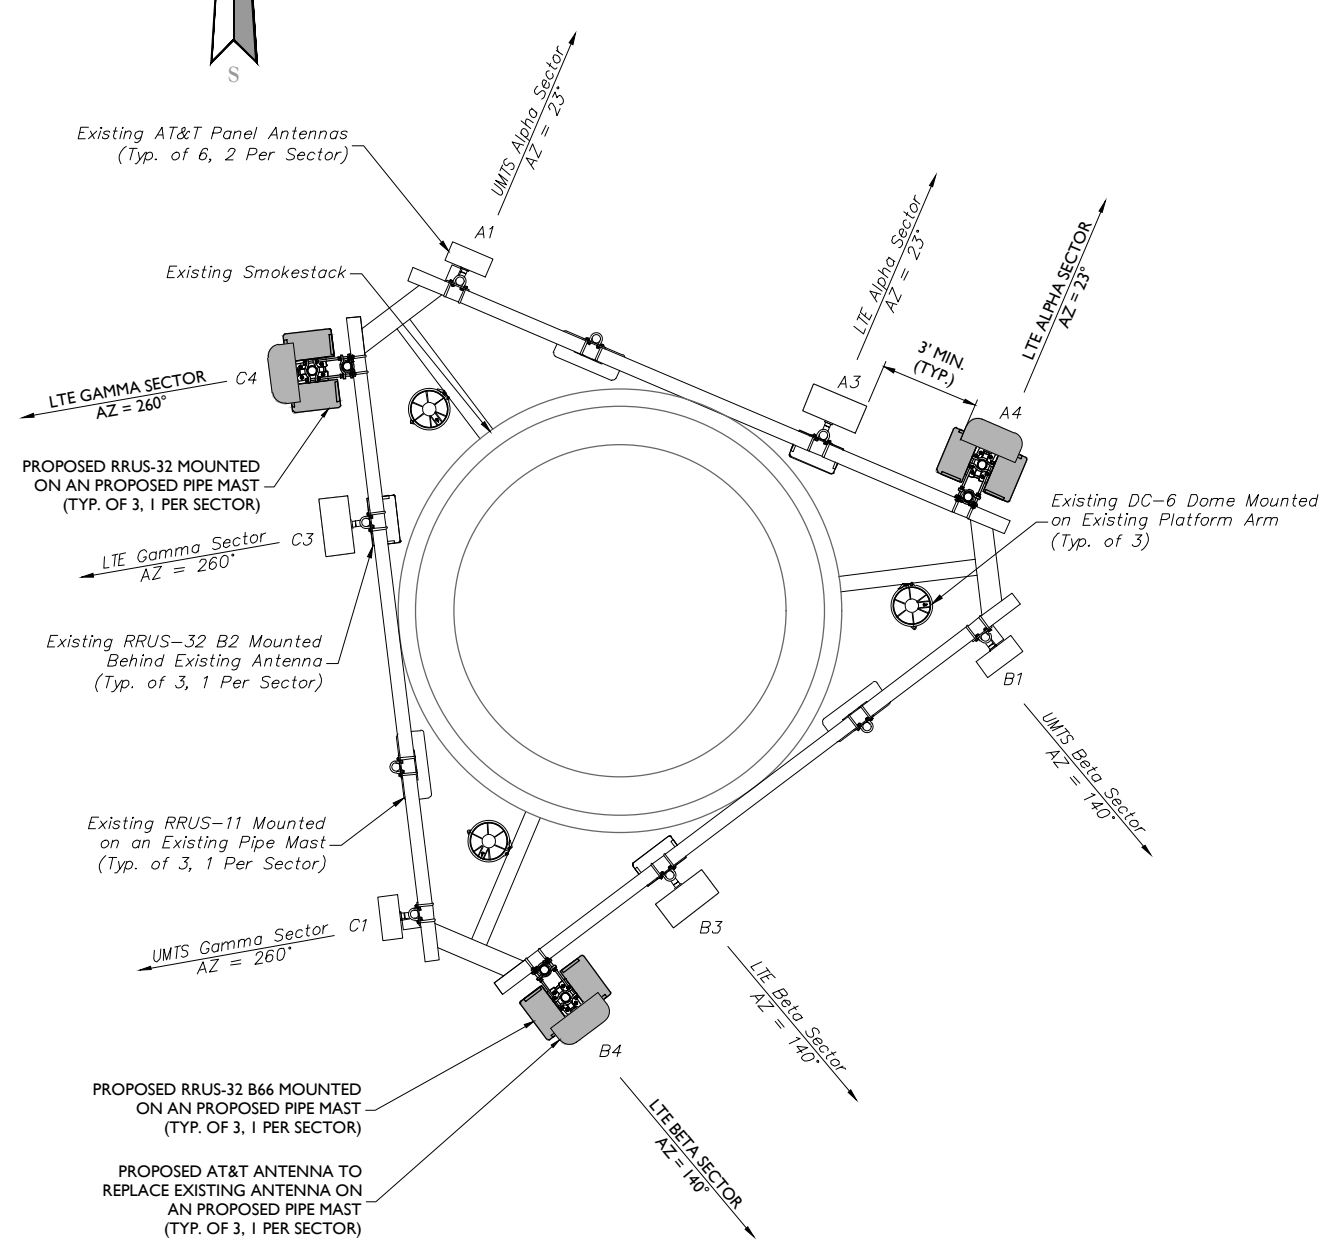 S
UMTS Alpha Sector
AZ = 23°
Existing AT&T Panel Antennas
(Typ. of 6, 2 Per Sector)
A1
Existing Smokestack
LTE Alpha Sector
AZ = 23°
LTE ALPHA SECTOR
AZ = 23°
3' MIN.
(TYP.)
A3
A4
C4
LTE GAMMA SECTOR
AZ = 260°
PROPOSED RRUS-32 MOUNTED
ON AN PROPOSED PIPE MAST
(TYP. OF 3, 1 PER SECTOR)
Existing DC-6 Dome Mounted
on Existing Platform Arm
(Typ. of 3)
C3
LTE Gamma Sector
AZ = 260°
Existing RRUS-32 B2 Mounted
Behind Existing Antenna
(Typ. of 3, 1 Per Sector)
B1
UMTS Beta Sector
AZ = 140°
Existing RRUS-11 Mounted
on an Existing Pipe Mast
(Typ. of 3, 1 Per Sector)
C1
UMTS Gamma Sector
AZ = 260°
B3
LTE Beta Sector
AZ = 140°
B4
PROPOSED RRUS-32 B66 MOUNTED
ON AN PROPOSED PIPE MAST
(TYP. OF 3, 1 PER SECTOR)
LTE BETA SECTOR
AZ = 140°
PROPOSED AT&T ANTENNA TO
REPLACE EXISTING ANTENNA ON
AN PROPOSED PIPE MAST
(TYP. OF 3, 1 PER SECTOR)